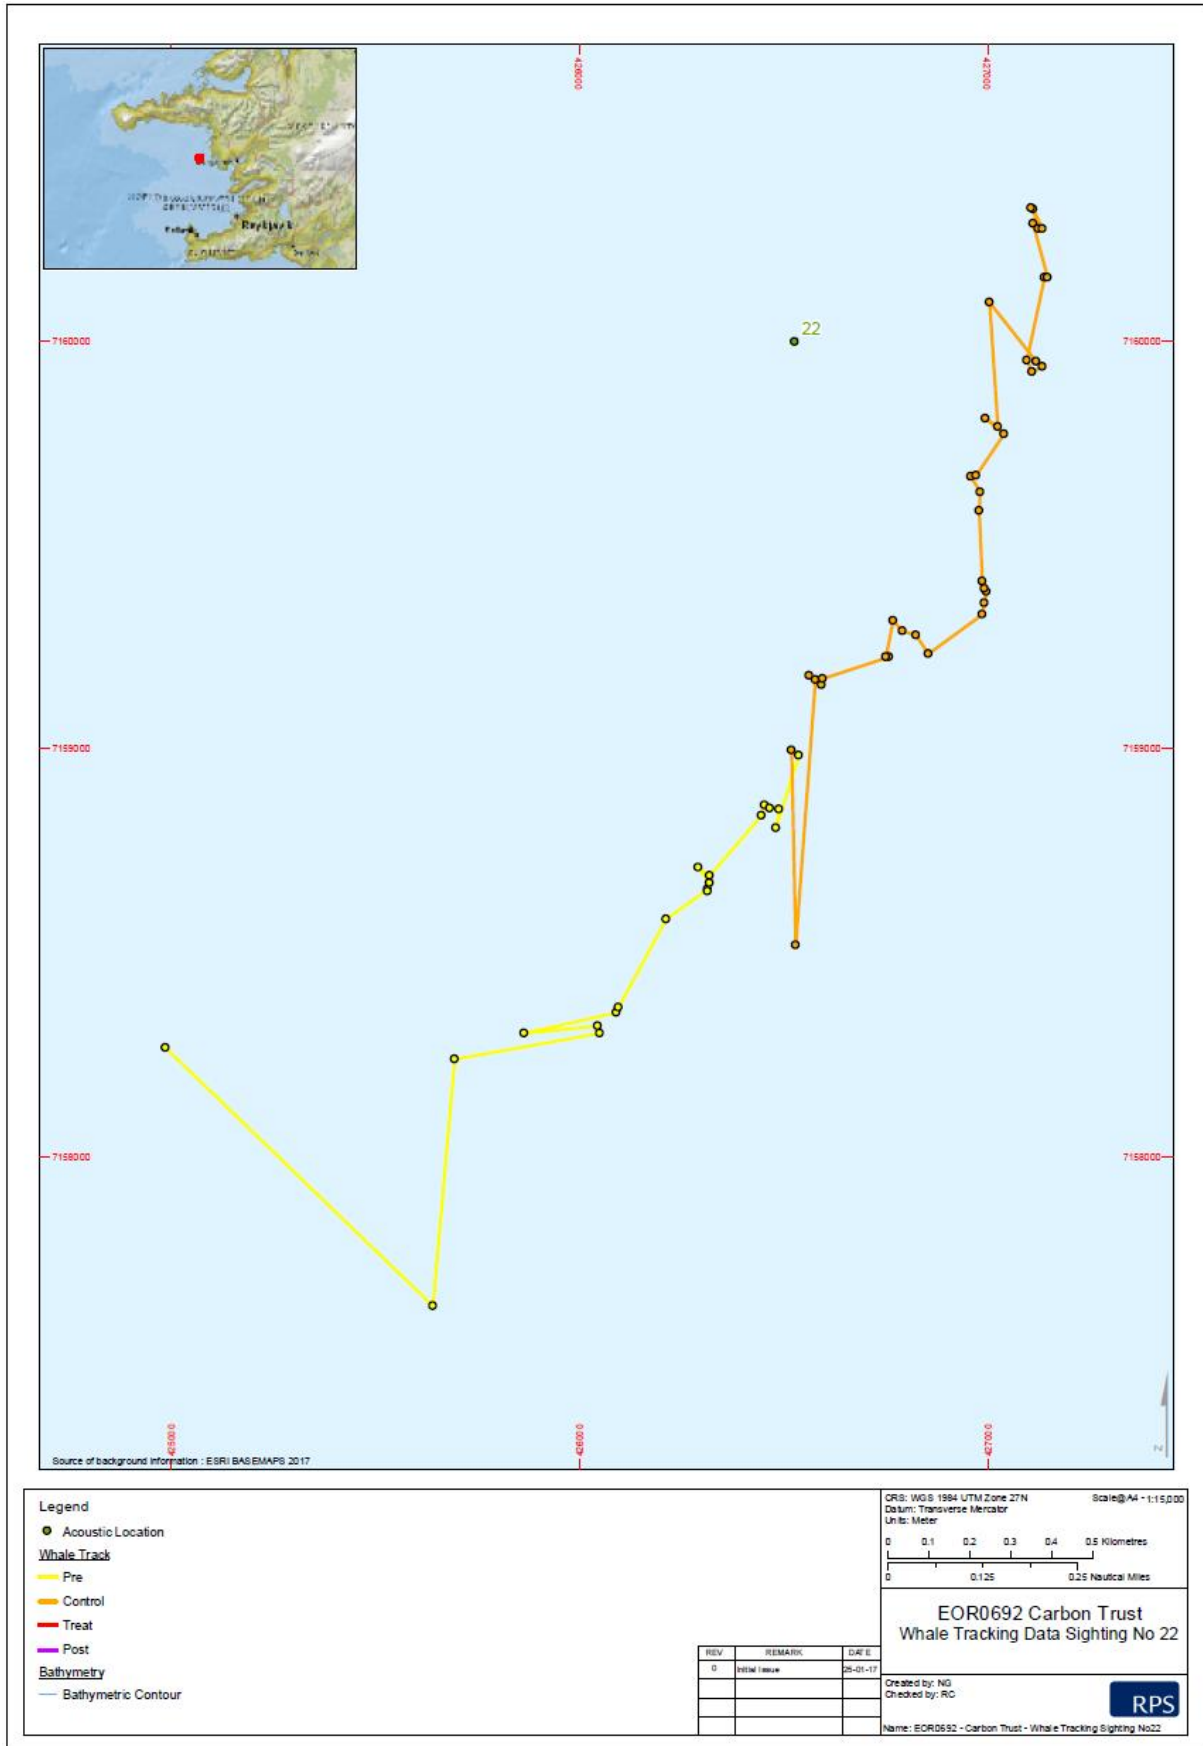 426000
427000
Reykjavik
22
7160000
7160000
7159000
7159000
7158000
7158000
425000
426000
427000
N
Source of background information : ESRI BASEMAPS 2017
Legend
Acoustic Location
Whale Track
Pre
Control
Treat
Post
Bathymetry
Bathymetric Contour
REV REMARK DATE
0 Initial Issue 25-01-17
CRS: WGS 1984 UTM Zone 27N Scale@A4 - 1:15,000
Datum: Transverse Mercator
Units: Meter
0 0.1 0.2 0.3 0.4 0.5 Kilometres
0 0.125 0.25 Nautical Miles
EOR0692 Carbon Trust
Whale Tracking Data Sighting No 22
Created by: NG
Checked by: RC
RPS
Name: EOR0692 - Carbon Trust - Whale Tracking Sighting No22